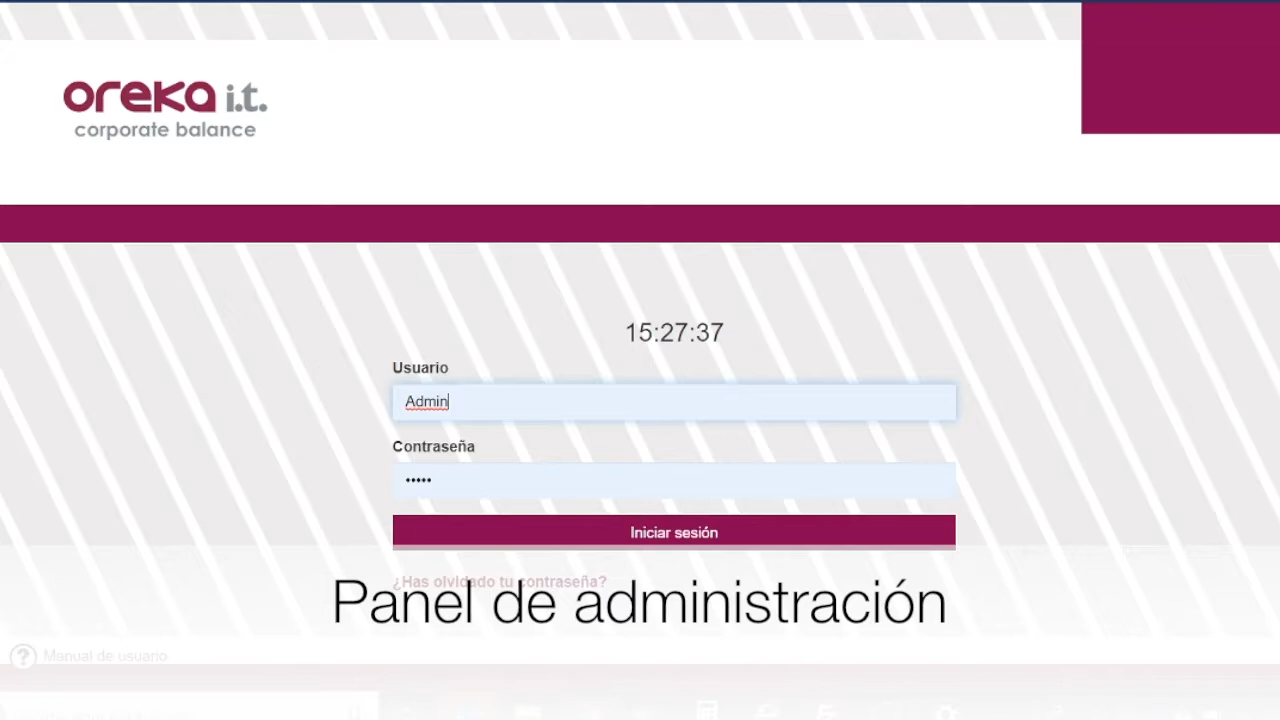 oreka i.t.
corporate balance
15:27:37
Usuario
Admin
Contraseña
•••••
Iniciar sesión
¿Has olvidado tu contraseña?
Panel de administración
? Manual de usuario